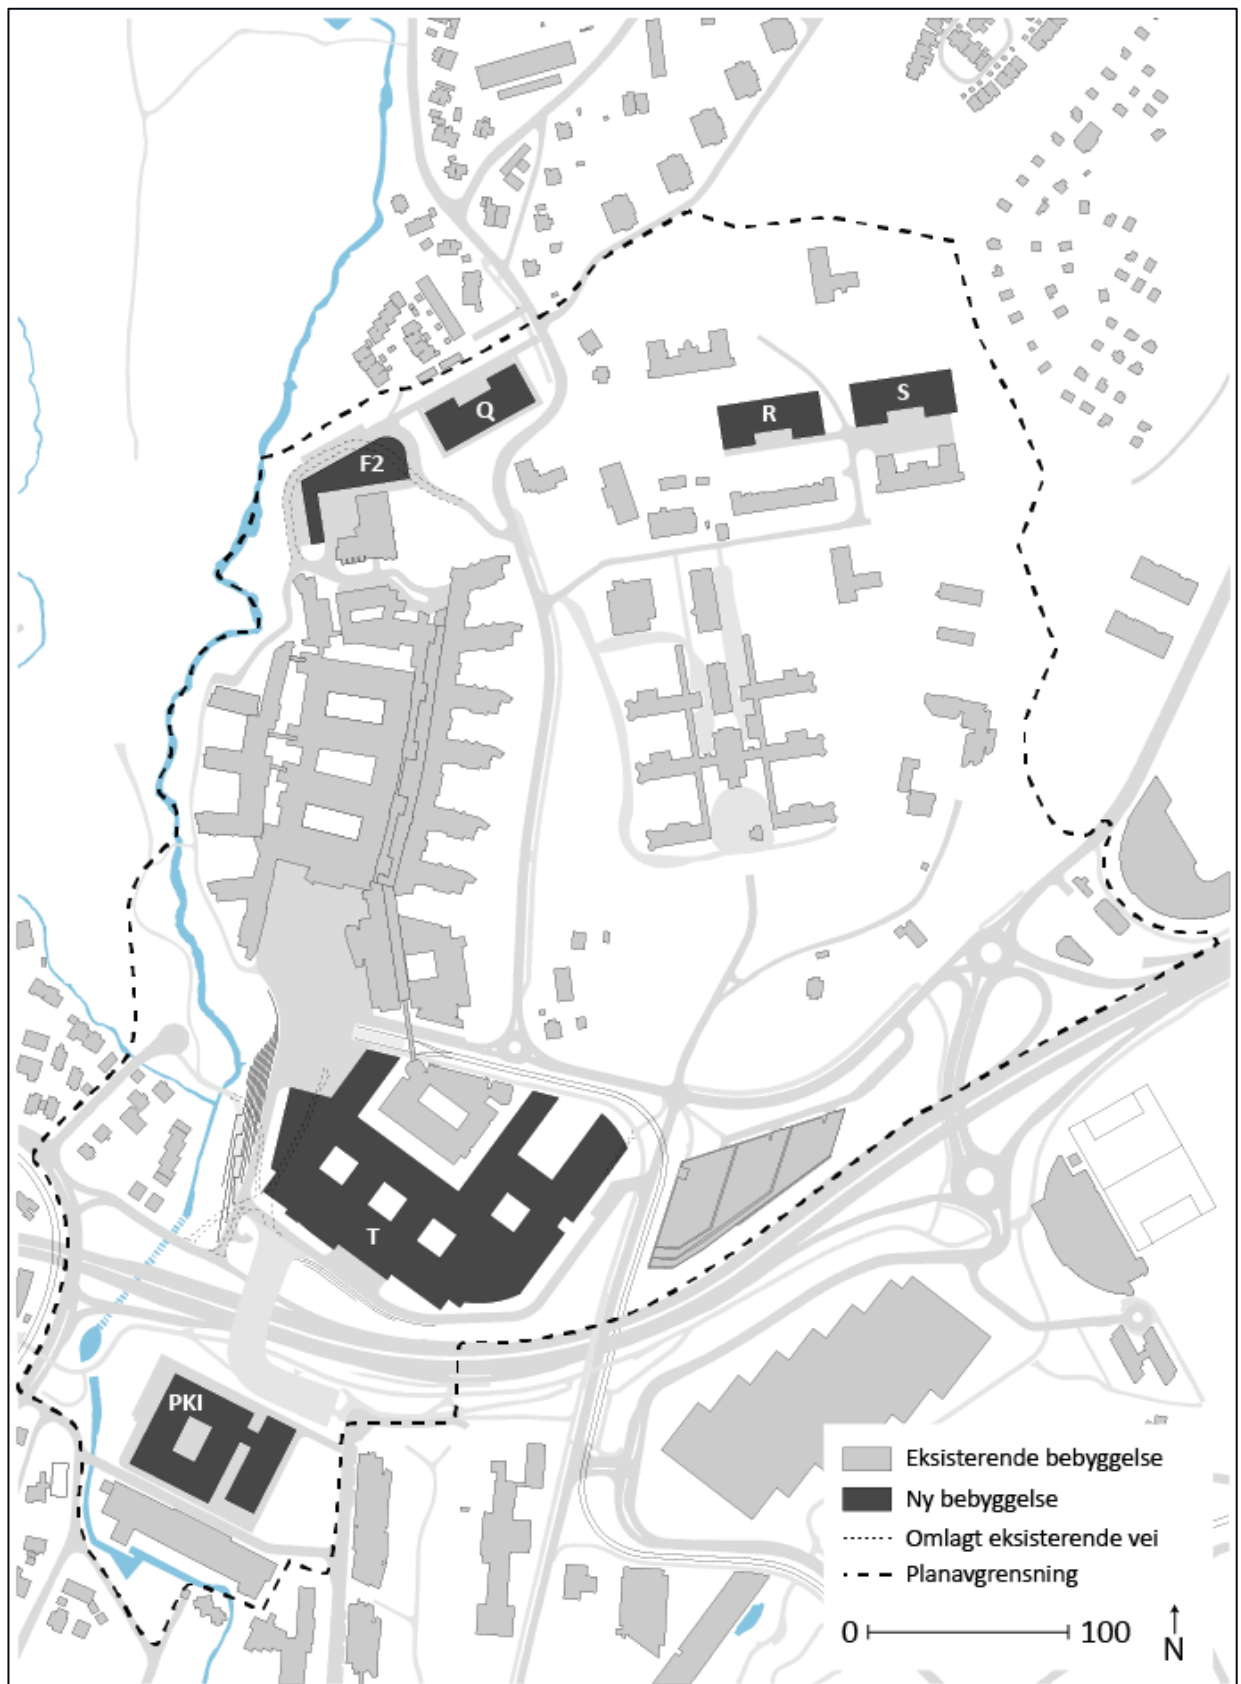 S
R
Q
F2
T
PKI
Eksisterende bebyggelse
Ny bebyggelse
Omlagt eksisterende vei
Planavgrensning
0 100
N